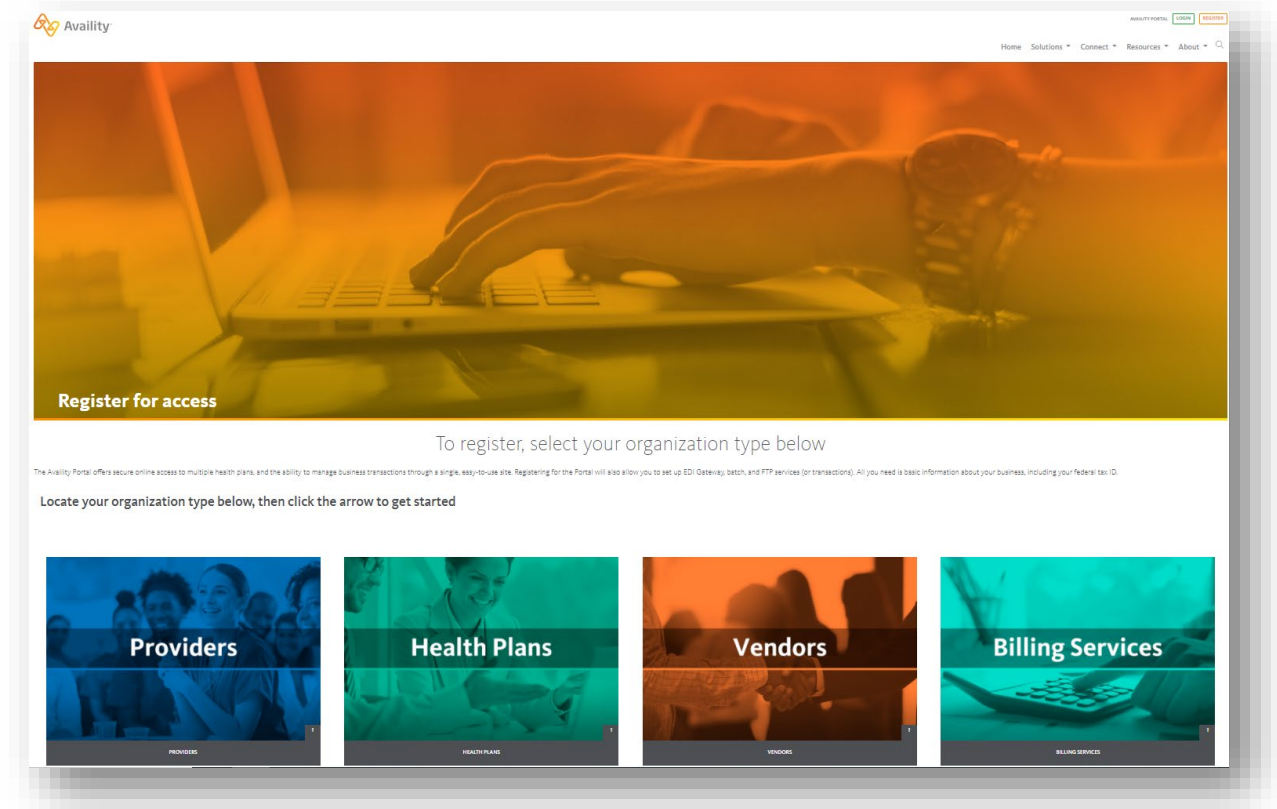 Availity
AVAILITY PORTAL LOGIN REGISTER
Home Solutions Connect Resources About
Register for access
To register, select your organization type below
The Availity Portal offers secure online access to multiple health plans, and the ability to manage business transactions through a single, easy-to-use site. Registering for the Portal will also allow you to set up EDI Gateway, batch, and FTP services (or transactions). All you need is basic information about your business, including your federal tax ID.
Locate your organization type below, then click the arrow to get started
Providers Health Plans Vendors Billing Services
PROVIDERS HEALTH PLANS VENDORS BILLING SERVICES